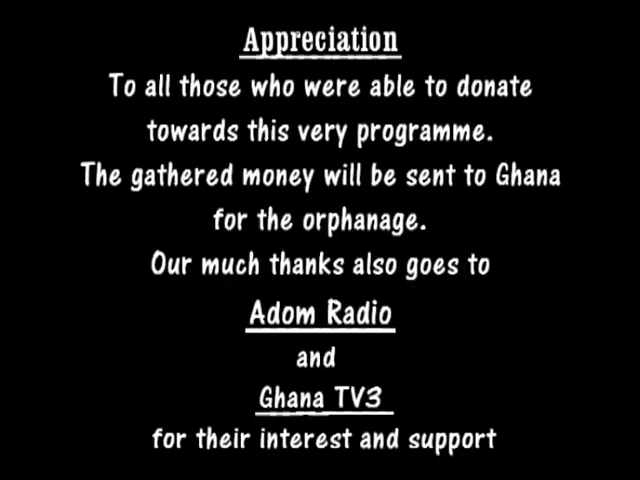 Appreciation
To all those who were able to donate
towards this very programme.
The gathered money will be sent to Ghana
for the orphanage.
Our much thanks also goes to
Adom Radio
and
Ghana TV3
for their interest and support